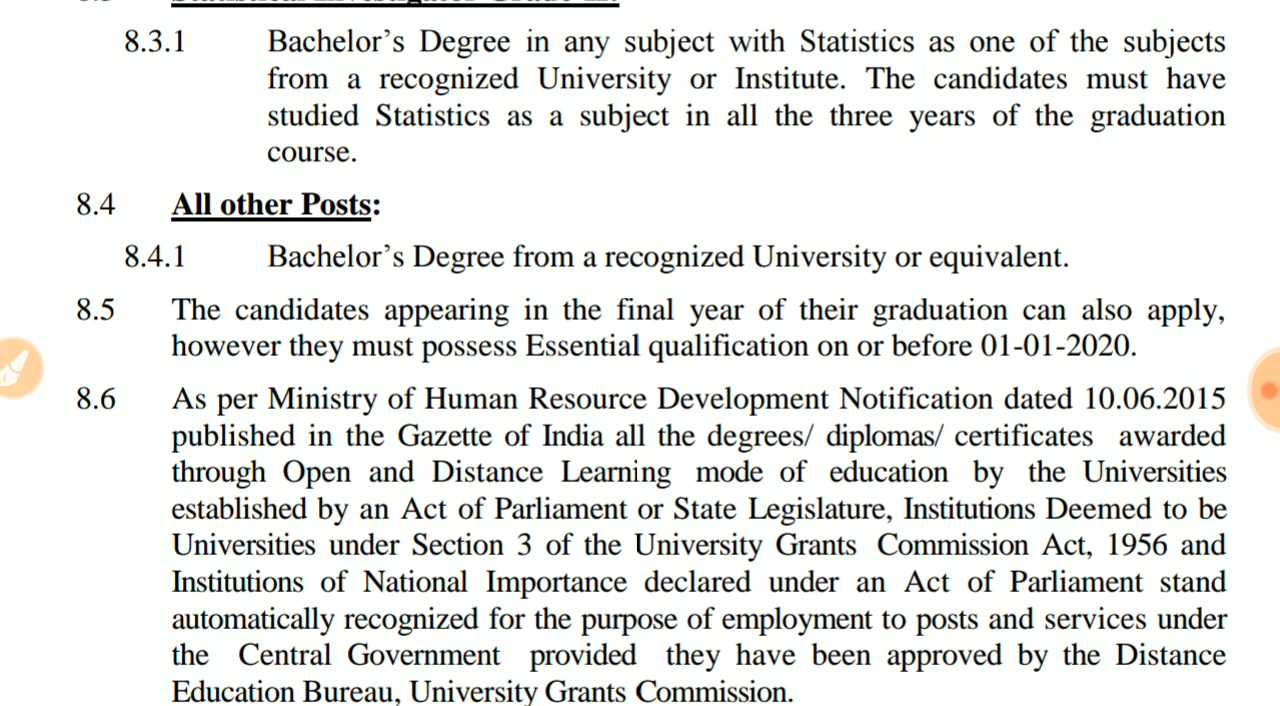 8.3.1 Bachelor’s Degree in any subject with Statistics as one of the subjects
from a recognized University or Institute. The candidates must have
studied Statistics as a subject in all the three years of the graduation
course.
8.4 All other Posts:
8.4.1 Bachelor’s Degree from a recognized University or equivalent.
8.5 The candidates appearing in the final year of their graduation can also apply,
however they must possess Essential qualification on or before 01-01-2020.
8.6 As per Ministry of Human Resource Development Notification dated 10.06.2015
published in the Gazette of India all the degrees/ diplomas/ certificates awarded
through Open and Distance Learning mode of education by the Universities
established by an Act of Parliament or State Legislature, Institutions Deemed to be
Universities under Section 3 of the University Grants Commission Act, 1956 and
Institutions of National Importance declared under an Act of Parliament stand
automatically recognized for the purpose of employment to posts and services under
the Central Government provided they have been approved by the Distance
Education Bureau, University Grants Commission.